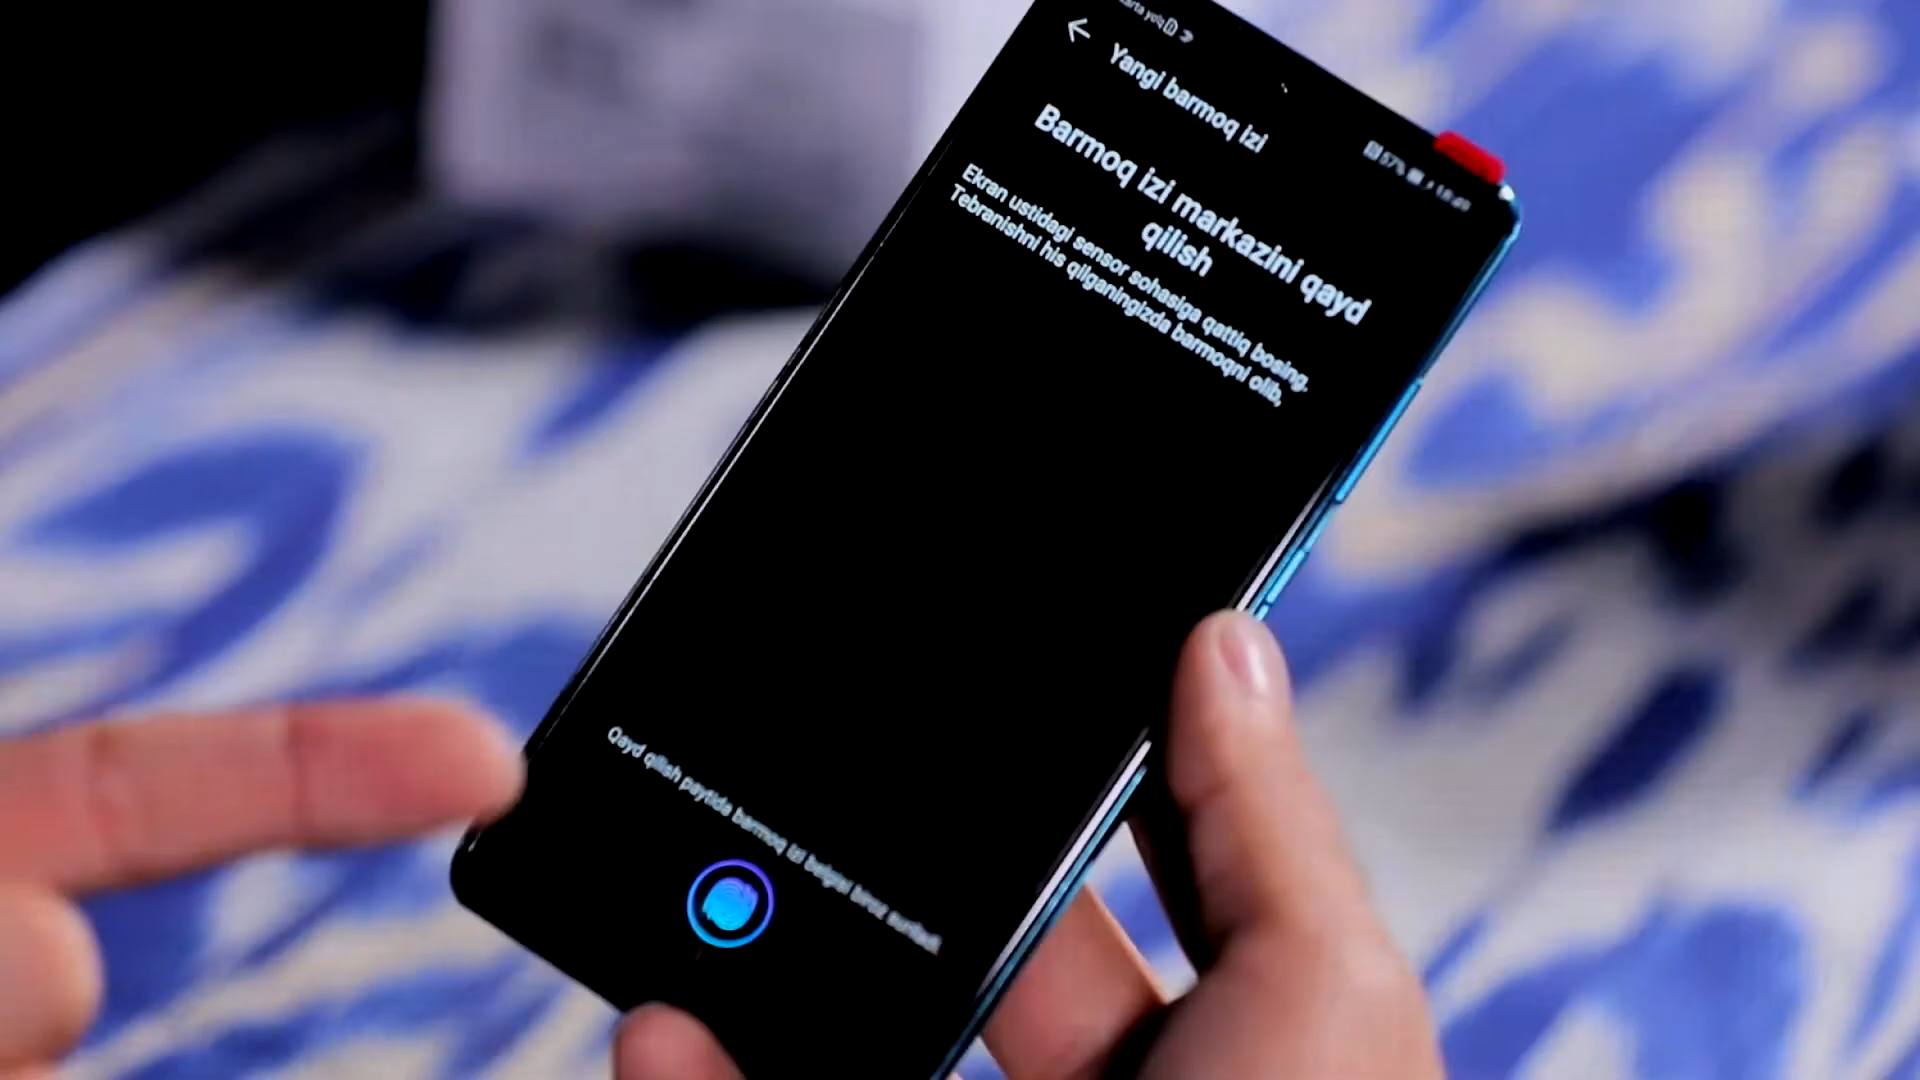 Yangi barmoq izi
57%
Barmoq izi markazini qayd
qilish
Ekran ustidagi sensor sohasiga qattiq bosing.
Tebranishni his qilganingizda barmoqni olib,
Qayd qilish paytida barmoq izi belgisi biroz suriladi.